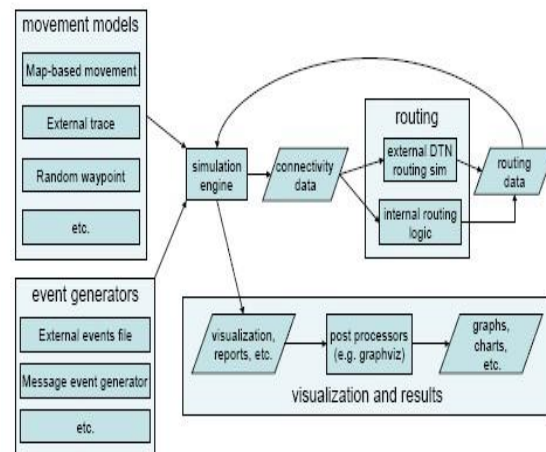 movement models
Map-based movement
External trace
Random waypoint
etc.
event generators
External events file
Message event generator
etc.
simulation
engine
connectivity
data
routing
external DTN
routing sim
internal routing
logic
routing
data
visualization,
reports, etc.
post processors
(e.g. graphviz)
graphs,
charts,
etc.
visualization and results